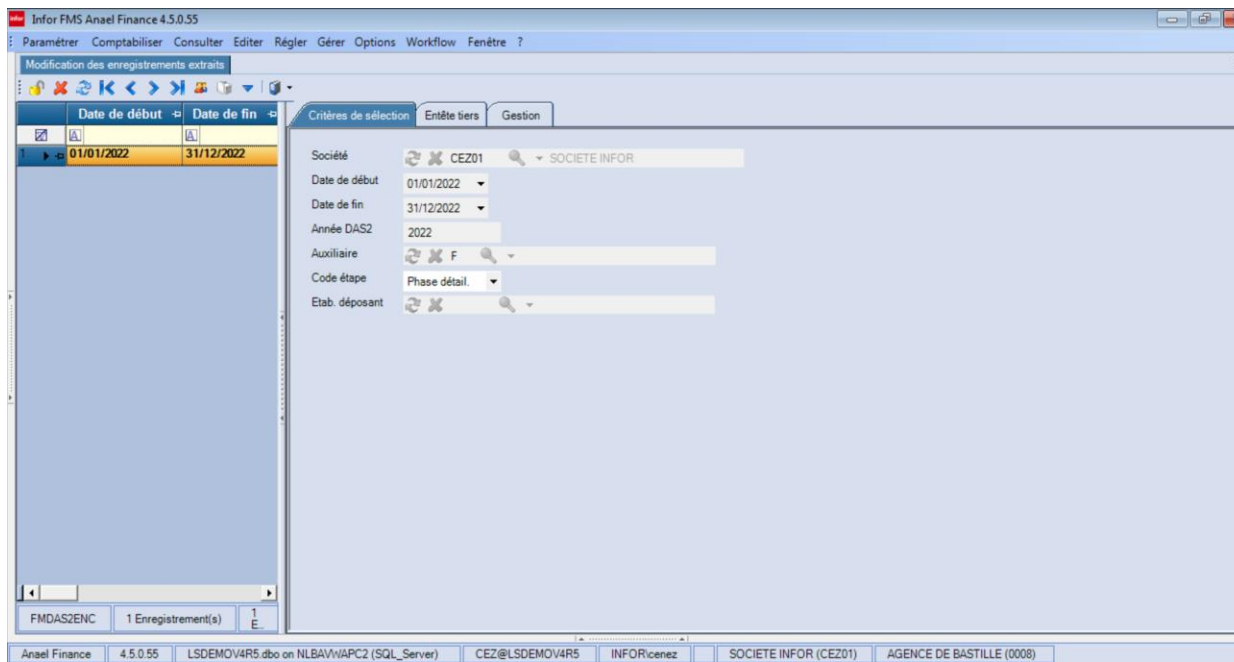 infor Infor FMS Anael Finance 4.5.0.55
Paramétrer Comptabiliser Consulter Editer Régler Gérer Options Workflow Fenêtre ?
Modification des enregistrements extraits
Date de début Date de fin
A A
1 01/01/2022 31/12/2022
Critères de sélection Entête tiers Gestion
Société CEZ01 SOCIETE INFOR
Date de début 01/01/2022
Date de fin 31/12/2022
Année DAS2 2022
Auxiliaire F
Code étape Phase détail.
Etab. déposant
FMDAS2ENC 1 Enregistrement(s) 1 E..
Anael Finance 4.5.0.55 LSDEMOV4R5.dbo on NLBAVWAPC2 (SQL_Server) CEZ@LSDEMOV4R5 INFOR\cenez SOCIETE INFOR (CEZ01) AGENCE DE BASTILLE (0008)